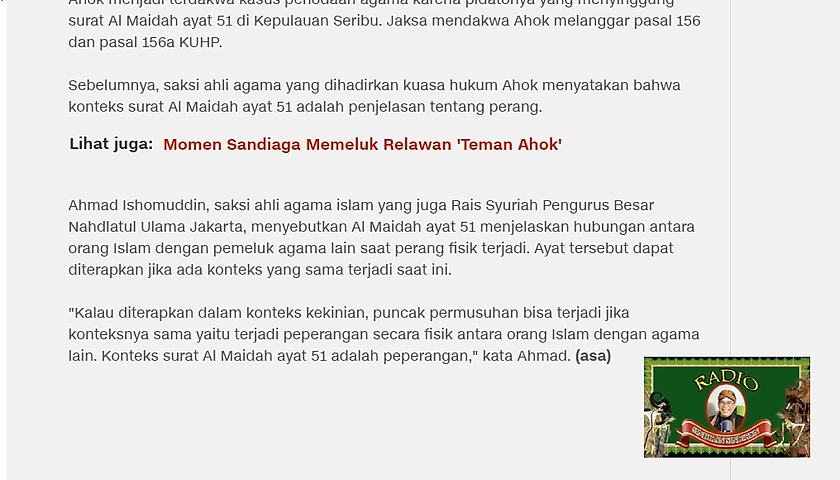 Ahok menjadi terdakwa kasus penodaan agama karena pidatonya yang menyinggung
surat Al Maidah ayat 51 di Kepulauan Seribu. Jaksa mendakwa Ahok melanggar pasal 156
dan pasal 156a KUHP.
Sebelumnya, saksi ahli agama yang dihadirkan kuasa hukum Ahok menyatakan bahwa
konteks surat Al Maidah ayat 51 adalah penjelasan tentang perang.
Lihat juga: Momen Sandiaga Memeluk Relawan 'Teman Ahok'
Ahmad Ishomuddin, saksi ahli agama islam yang juga Rais Syuriah Pengurus Besar
Nahdlatul Ulama Jakarta, menyebutkan Al Maidah ayat 51 menjelaskan hubungan antara
orang Islam dengan pemeluk agama lain saat perang fisik terjadi. Ayat tersebut dapat
diterapkan jika ada konteks yang sama terjadi saat ini.
"Kalau diterapkan dalam konteks kekinian, puncak permusuhan bisa terjadi jika
konteksnya sama yaitu terjadi peperangan secara fisik antara orang Islam dengan agama
lain. Konteks surat Al Maidah ayat 51 adalah peperangan," kata Ahmad. (asa)
RADIO